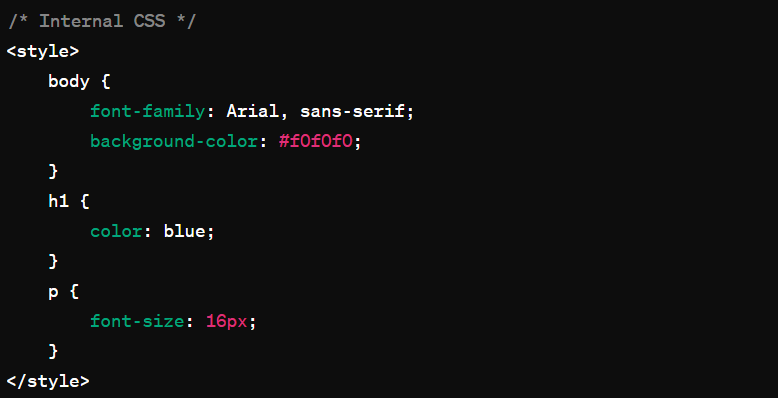 /* Internal CSS */
<style>
    body {
        font-family: Arial, sans-serif;
        background-color: #f0f0f0;
    }
    h1 {
        color: blue;
    }
    p {
        font-size: 16px;
    }
</style>